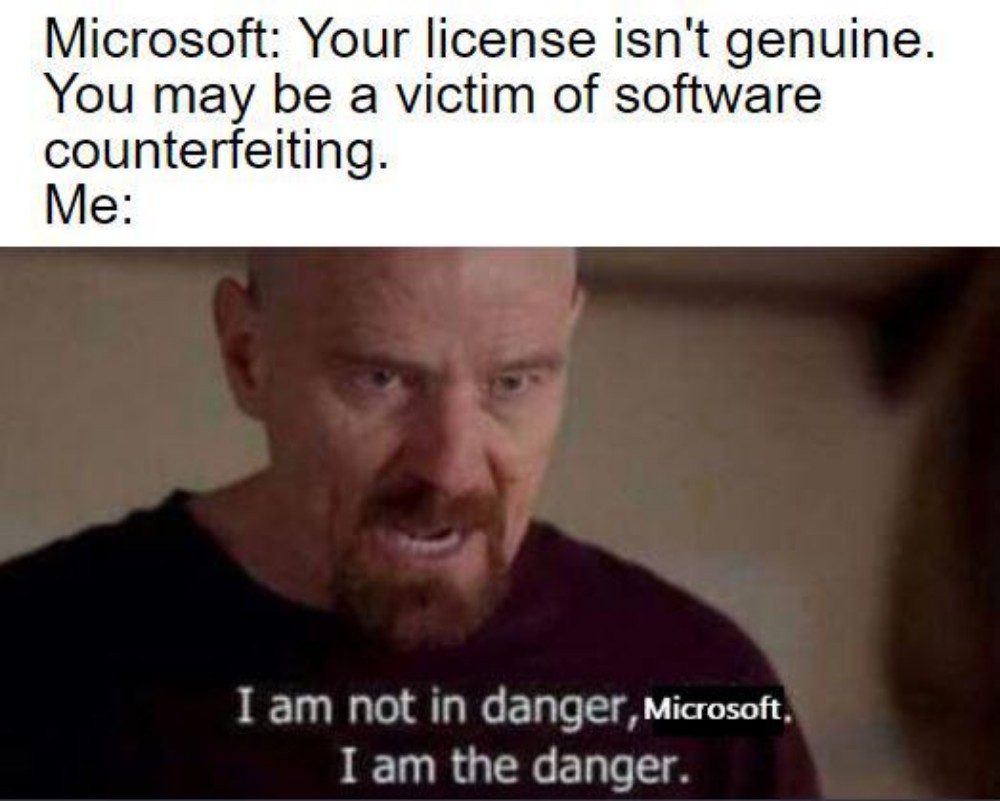 Microsoft: Your license isn't genuine.
You may be a victim of software
counterfeiting.
Me:
I am not in danger, Microsoft.
I am the danger.